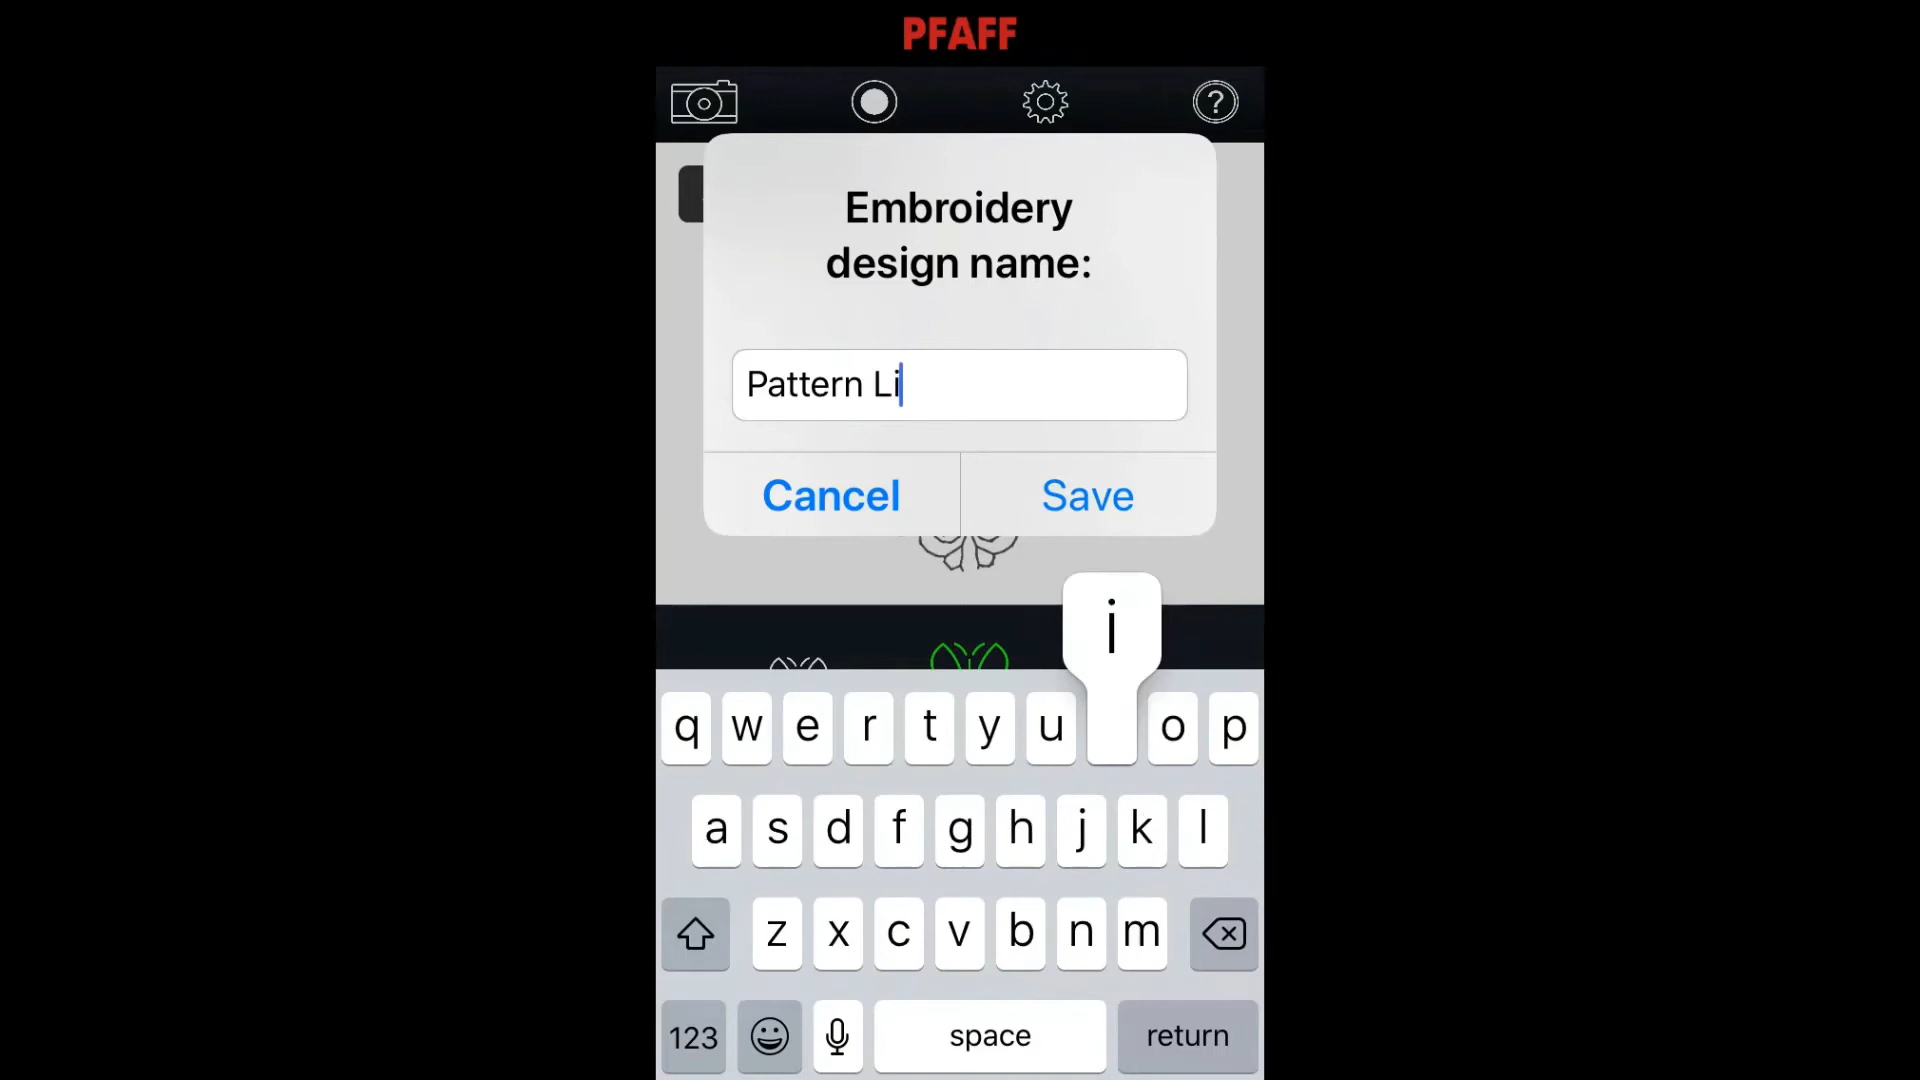 PFAFF
?
Embroidery
design name:
Pattern Li
Cancel Save
i
q w e r t y u o p
a s d f g h j k l
z x c v b n m
123 space return